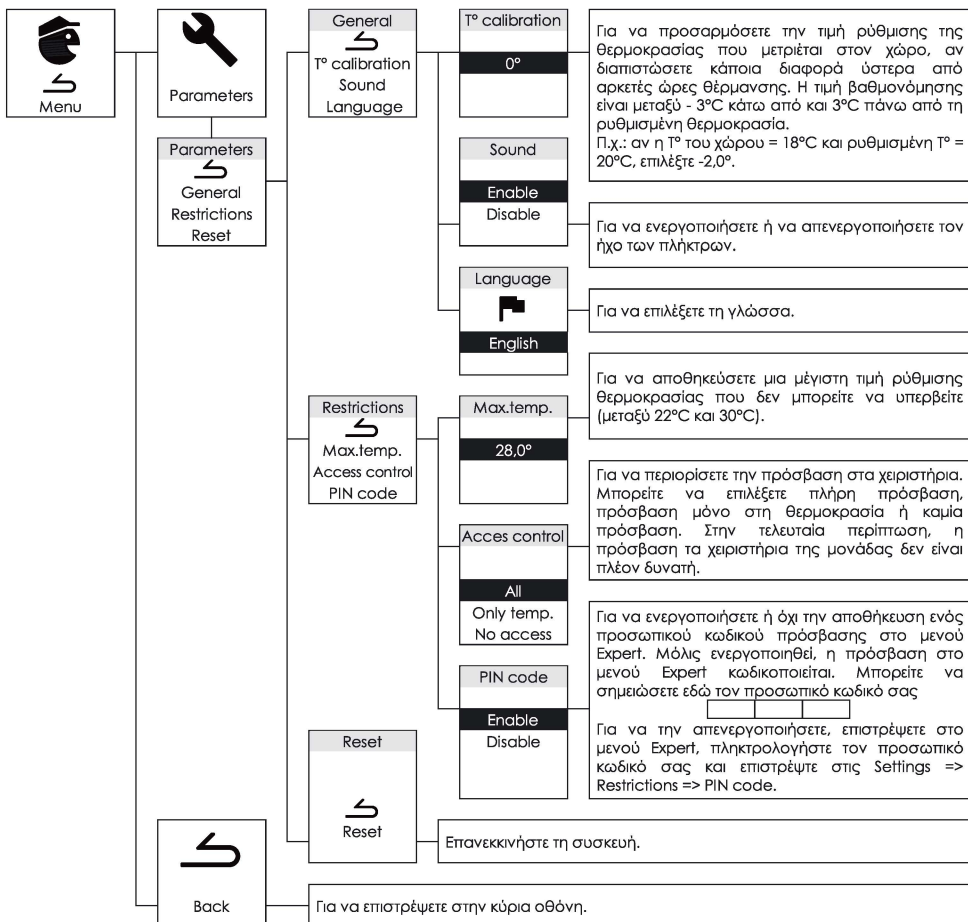 Menu
Parameters
Parameters
General
Restrictions
Reset
General
T° calibration
Sound
Language
T° calibration
0°
Για να προσαρμόσετε την τιμή ρύθμισης της
θερμοκρασίας που μετριέται στον χώρο, αν
διαπιστώσετε κάποια διαφορά ύστερα από
αρκετές ώρες θέρμανσης. Η τιμή βαθμονόμησης
είναι μεταξύ - 3°C κάτω από και 3°C πάνω από τη
ρυθμισμένη θερμοκρασία.
Π.χ.: αν η Τ° του χώρου = 18°C και ρυθμισμένη Τ° =
20°C, επιλέξτε -2,0°.
Sound
Enable
Disable
Για να ενεργοποιήσετε ή να απενεργοποιήσετε τον
ήχο των πλήκτρων.
Language
English
Για να επιλέξετε τη γλώσσα.
Restrictions
Max.temp.
Access control
PIN code
Max.temp.
28,0°
Για να αποθηκεύσετε μια μέγιστη τιμή ρύθμισης
θερμοκρασίας που δεν μπορείτε να υπερβείτε
(μεταξύ 22°C και 30°C).
Acces control
All
Only temp.
No access
Για να περιορίσετε την πρόσβαση στα χειριστήρια.
Μπορείτε να επιλέξετε πλήρη πρόσβαση,
πρόσβαση μόνο στη θερμοκρασία ή καμία
πρόσβαση. Στην τελευταία περίπτωση, η
πρόσβαση τα χειριστήρια της μονάδας δεν είναι
πλέον δυνατή.
PIN code
Enable
Disable
Για να ενεργοποιήσετε ή όχι την αποθήκευση ενός
προσωπικού κωδικού πρόσβασης στο μενού
Expert. Μόλις ενεργοποιηθεί, η πρόσβαση στο
μενού Expert κωδικοποιείται. Μπορείτε να
σημειώσετε εδώ τον προσωπικό κωδικό σας
Για να την απενεργοποιήσετε, επιστρέψετε στο
μενού Expert, πληκτρολογήστε τον προσωπικό
κωδικό σας και επιστρέψτε στις Settings =>
Restrictions => PIN code.
Reset
Reset
Επανεκκινήστε τη συσκευή.
Back
Για να επιστρέψετε στην κύρια οθόνη.